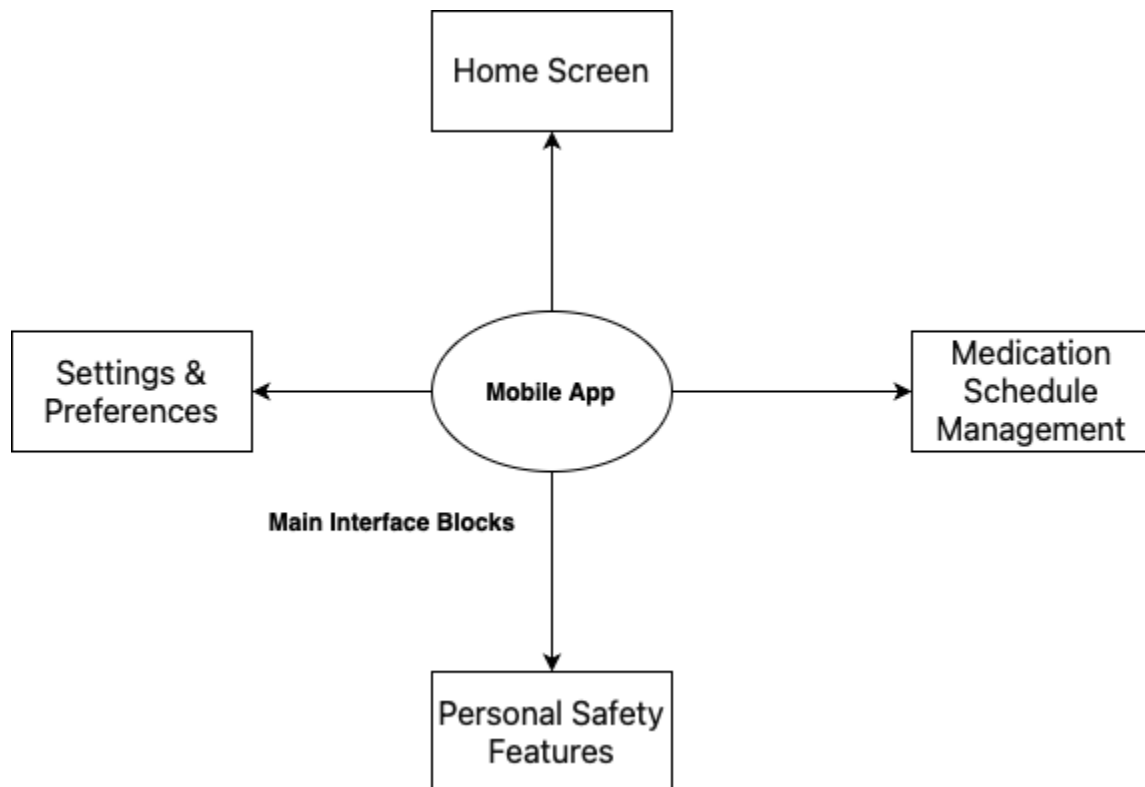 Home Screen
Settings &
Preferences
Mobile App
Medication
Schedule
Management
Main Interface Blocks
Personal Safety
Features